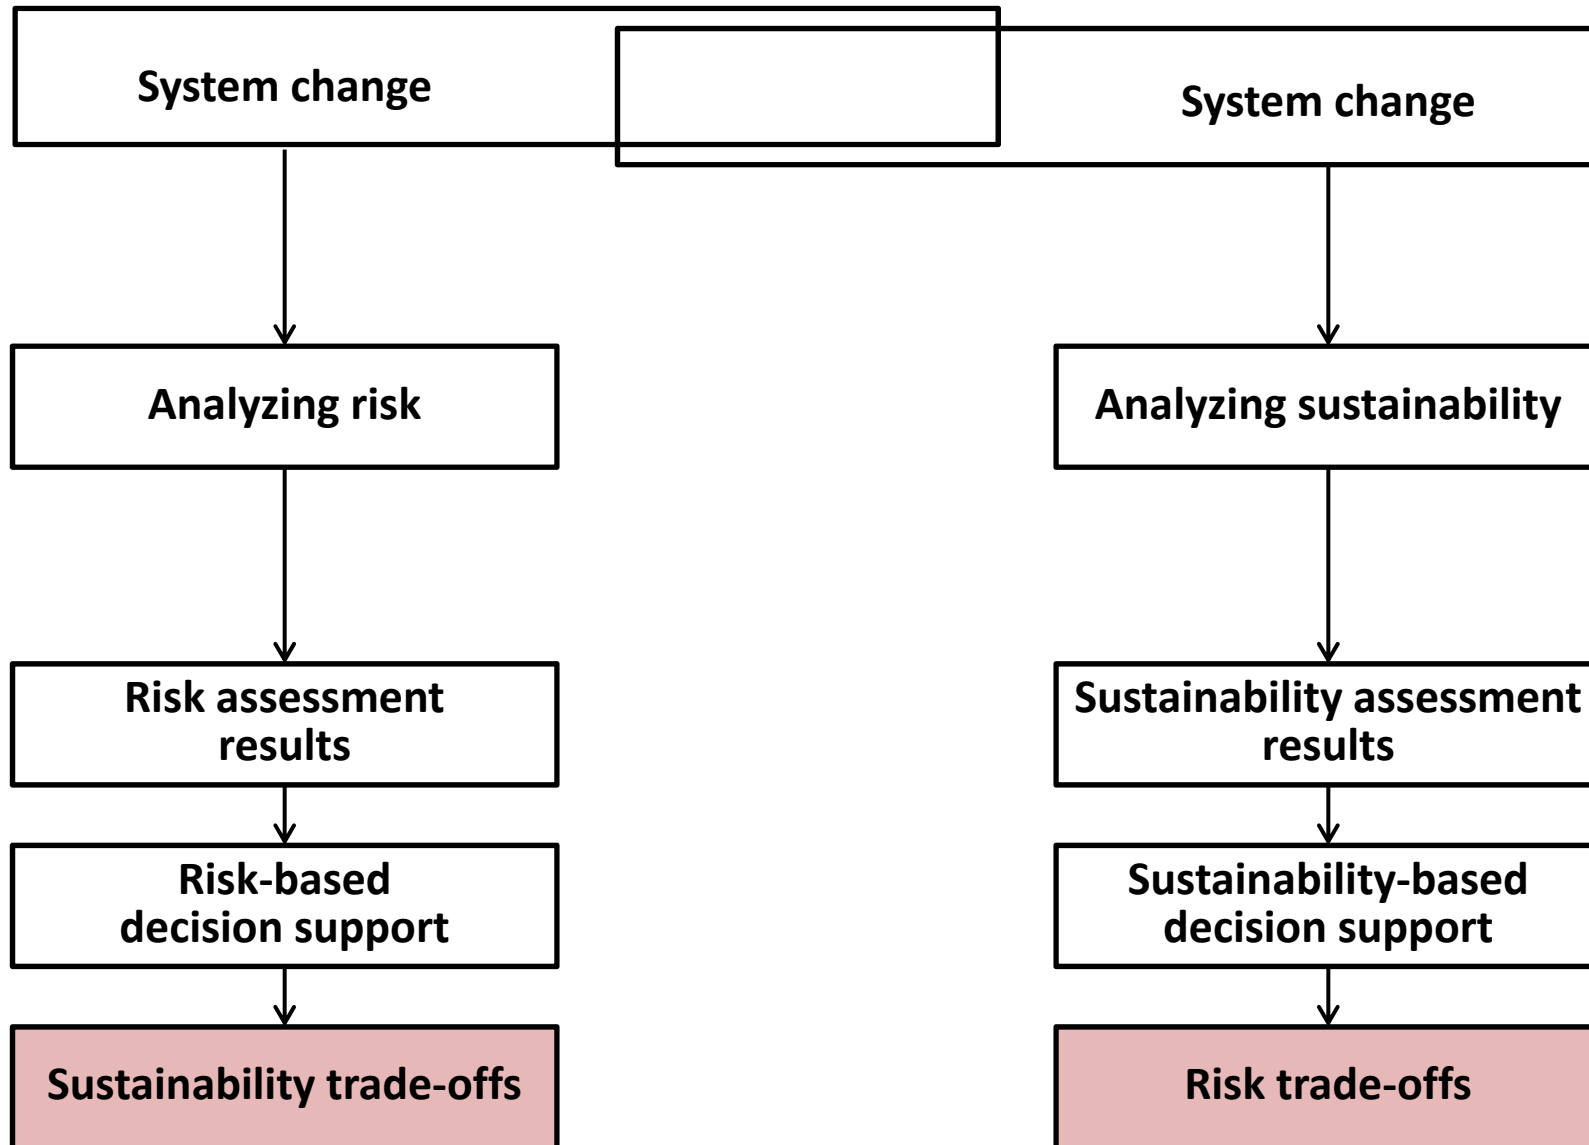 System change
System change
Analyzing risk
Analyzing sustainability
Risk assessment
results
Sustainability assessment
results
Risk-based
decision support
Sustainability-based
decision support
Sustainability trade-offs
Risk trade-offs